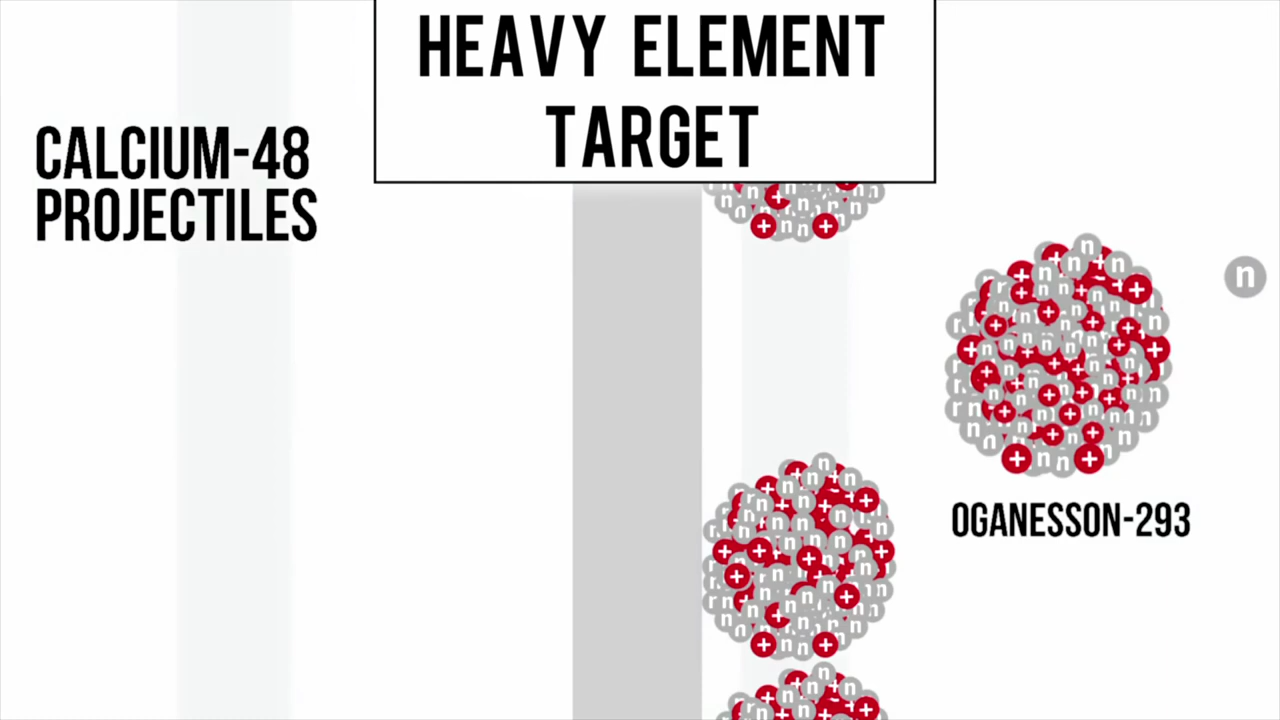 HEAVY ELEMENT
TARGET
CALCIUM-48
PROJECTILES
n
OGANESSON-293